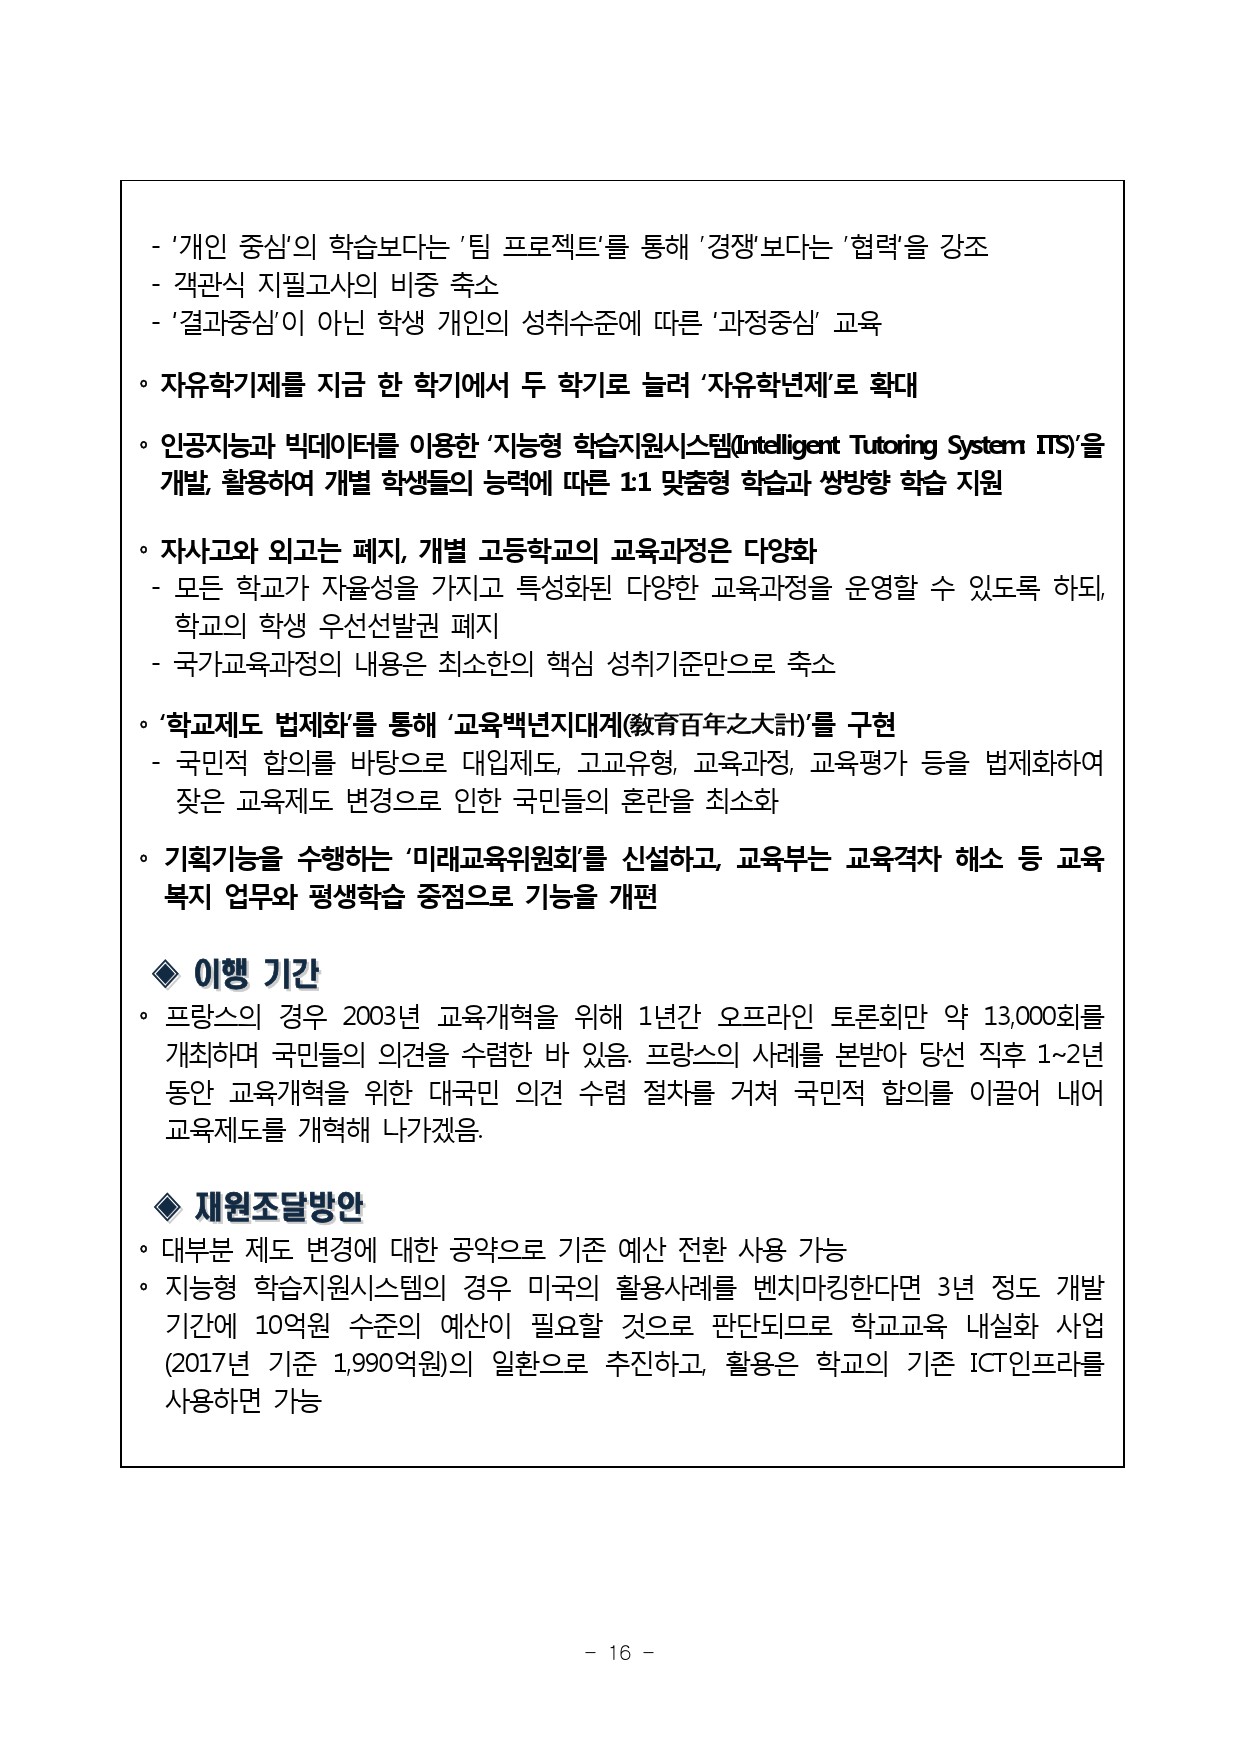 - '개인 중심'의 학습보다는 '팀 프로젝트'를 통해 '경쟁'보다는 '협력'을 강조
- 객관식 지필고사의 비중 축소
- '결과중심'이 아닌 학생 개인의 성취수준에 따른 '과정중심' 교육
∘ 자유학기제를 지금 한 학기에서 두 학기로 늘려 '자유학년제'로 확대
∘ 인공지능과 빅데이터를 이용한 '지능형 학습지원시스템(Intelligent Tutoring System: ITS)'을
개발, 활용하여 개별 학생들의 능력에 따른 1:1 맞춤형 학습과 쌍방향 학습 지원
∘ 자사고와 외고는 폐지, 개별 고등학교의 교육과정은 다양화
- 모든 학교가 자율성을 가지고 특성화된 다양한 교육과정을 운영할 수 있도록 하되,
학교의 학생 우선선발권 폐지
- 국가교육과정의 내용은 최소한의 핵심 성취기준만으로 축소
∘ '학교제도 법제화'를 통해 '교육백년지대계(敎育百年之大計)'를 구현
- 국민적 합의를 바탕으로 대입제도, 고교유형, 교육과정, 교육평가 등을 법제화하여
잦은 교육제도 변경으로 인한 국민들의 혼란을 최소화
∘ 기획기능을 수행하는 '미래교육위원회'를 신설하고, 교육부는 교육격차 해소 등 교육
복지 업무와 평생학습 중점으로 기능을 개편
◈ 이행 기간
∘ 프랑스의 경우 2003년 교육개혁을 위해 1년간 오프라인 토론회만 약 13,000회를
개최하며 국민들의 의견을 수렴한 바 있음. 프랑스의 사례를 본받아 당선 직후 1~2년
동안 교육개혁을 위한 대국민 의견 수렴 절차를 거쳐 국민적 합의를 이끌어 내어
교육제도를 개혁해 나가겠음.
◈ 재원조달방안
∘ 대부분 제도 변경에 대한 공약으로 기존 예산 전환 사용 가능
∘ 지능형 학습지원시스템의 경우 미국의 활용사례를 벤치마킹한다면 3년 정도 개발
기간에 10억원 수준의 예산이 필요할 것으로 판단되므로 학교교육 내실화 사업
(2017년 기준 1,990억원)의 일환으로 추진하고, 활용은 학교의 기존 ICT인프라를
사용하면 가능
- 16 -